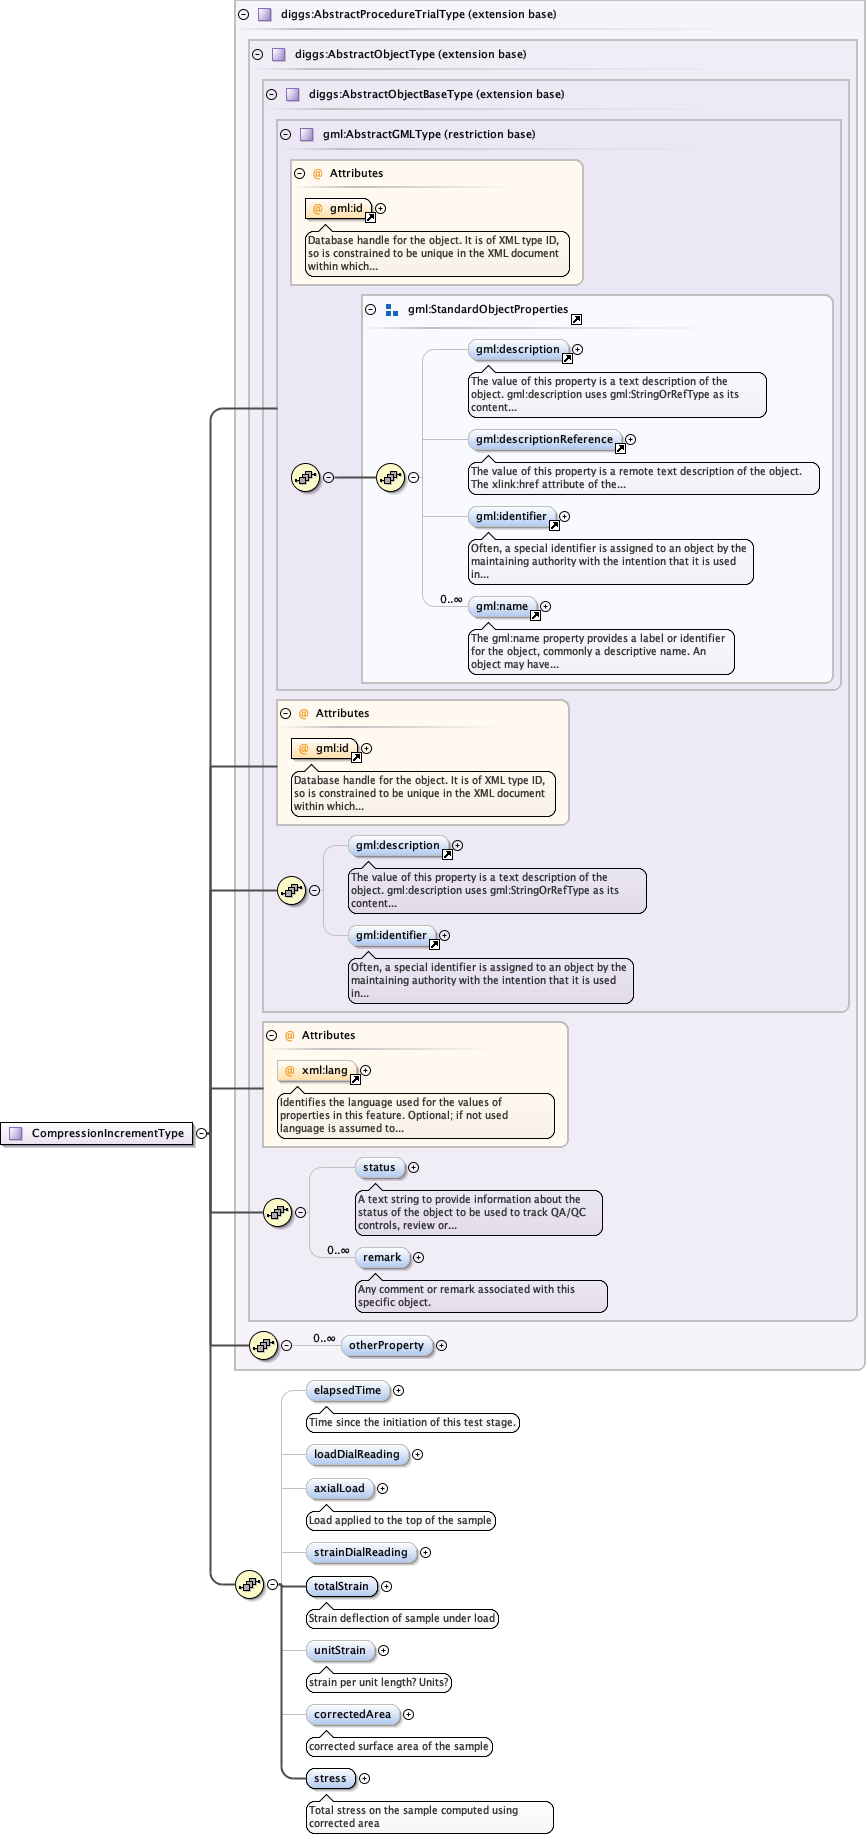 diggs:AbstractProcedureTrialType (extension base)
diggs:AbstractObjectType (extension base)
diggs:AbstractObjectBaseType (extension base)
gml:AbstractGMLType (restriction base)
@ Attributes
@ gml:id
Database handle for the object. It is of XML type ID,
so is constrained to be unique in the XML document
within which...
gml:StandardObjectProperties
gml:description
The value of this property is a text description of the
object. gml:description uses gml:StringOrRefType as its
content...
gml:descriptionReference
The value of this property is a remote text description of the object.
The xlink:href attribute of the...
gml:identifier
Often, a special identifier is assigned to an object by the
maintaining authority with the intention that it is used
in...
0..∞ gml:name
The gml:name property provides a label or identifier
for the object, commonly a descriptive name. An
object may have...
@ Attributes
@ gml:id
Database handle for the object. It is of XML type ID,
so is constrained to be unique in the XML document
within which...
gml:description
The value of this property is a text description of the
object. gml:description uses gml:StringOrRefType as its
content...
gml:identifier
Often, a special identifier is assigned to an object by the
maintaining authority with the intention that it is used
in...
@ Attributes
@ xml:lang
Identifies the language used for the values of
properties in this feature. Optional; if not used
language is assumed to...
CompressionIncrementType
status
A text string to provide information about the
status of the object to be used to track QA/QC
controls, review or...
0..∞ remark
Any comment or remark associated with this
specific object.
0..∞ otherProperty
elapsedTime
Time since the initiation of this test stage.
loadDialReading
axialLoad
Load applied to the top of the sample
strainDialReading
totalStrain
Strain deflection of sample under load
unitStrain
strain per unit length? Units?
correctedArea
corrected surface area of the sample
stress
Total stress on the sample computed using
corrected area